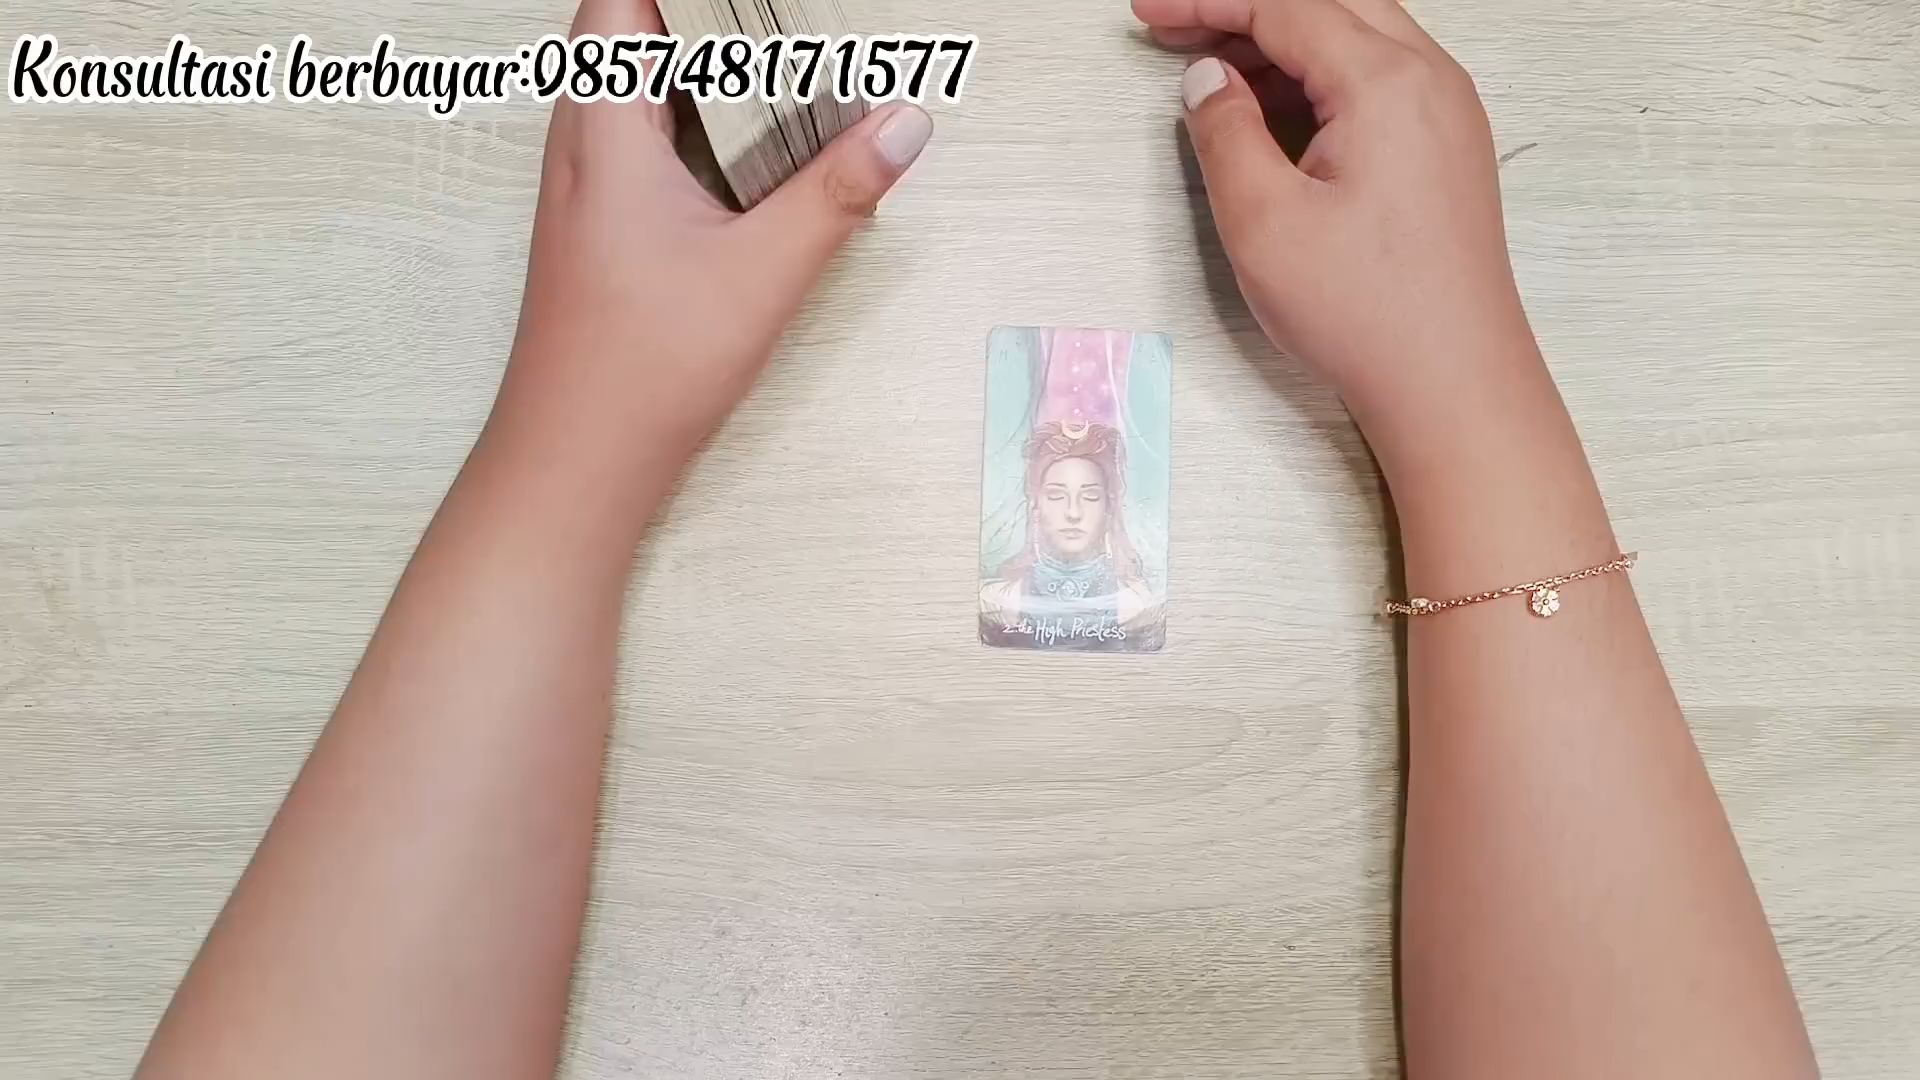 Konsultasi berbayar:085748171577
2 the High Priestess